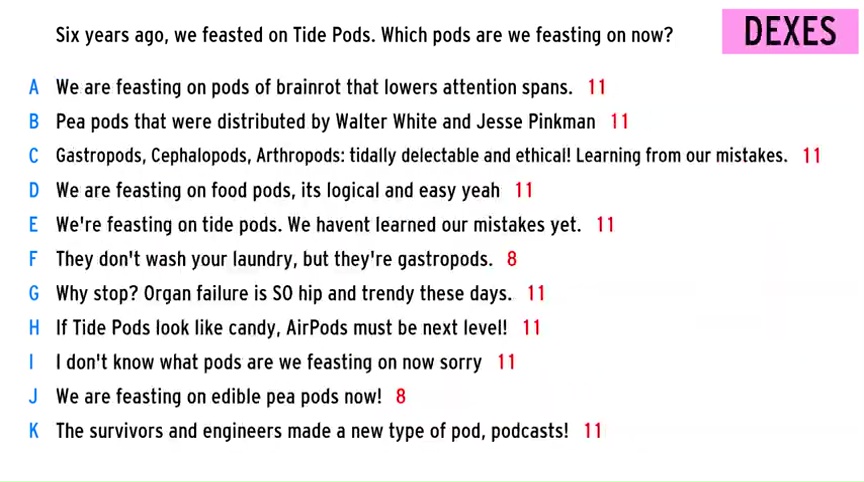 Six years ago, we feasted on Tide Pods. Which pods are we feasting on now?
DEXES
A We are feasting on pods of brainrot that lowers attention spans. 11
B Pea pods that were distributed by Walter White and Jesse Pinkman 11
C Gastropods, Cephalopods, Arthropods: tidally delectable and ethical! Learning from our mistakes. 11
D We are feasting on food pods, its logical and easy yeah 11
E We're feasting on tide pods. We havent learned our mistakes yet. 11
F They don't wash your laundry, but they're gastropods. 8
G Why stop? Organ failure is SO hip and trendy these days. 11
H If Tide Pods look like candy, AirPods must be next level! 11
I I don't know what pods are we feasting on now sorry 11
J We are feasting on edible pea pods now! 8
K The survivors and engineers made a new type of pod, podcasts! 11